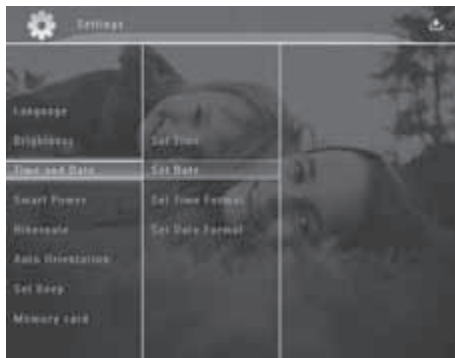 Settings
Language
Brightness
Time and Date
Smart Power
Hibernate
Auto Orientation
Set Beep
Memory card
Set Time
Set Date
Set Time Format
Set Date Format